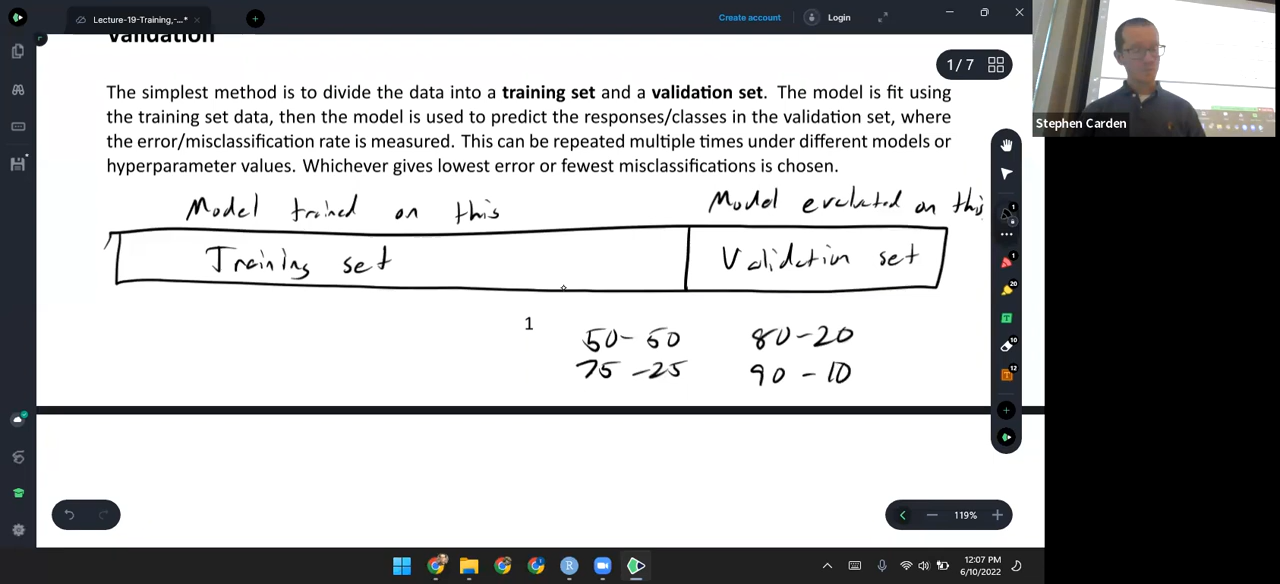 Lecture-19-Training,-...*
Create account
Login
Validation
1/7
The simplest method is to divide the data into a training set and a validation set. The model is fit using
the training set data, then the model is used to predict the responses/classes in the validation set, where
the error/misclassification rate is measured. This can be repeated multiple times under different models or
hyperparameter values. Whichever gives lowest error or fewest misclassifications is chosen.
Stephen Carden
Model trained on this
Model evaluated on this
Training set
Validation set
1
50-50
80-20
75-25
90-10
1
1
20
10
12
119%
12:07 PM
6/10/2022